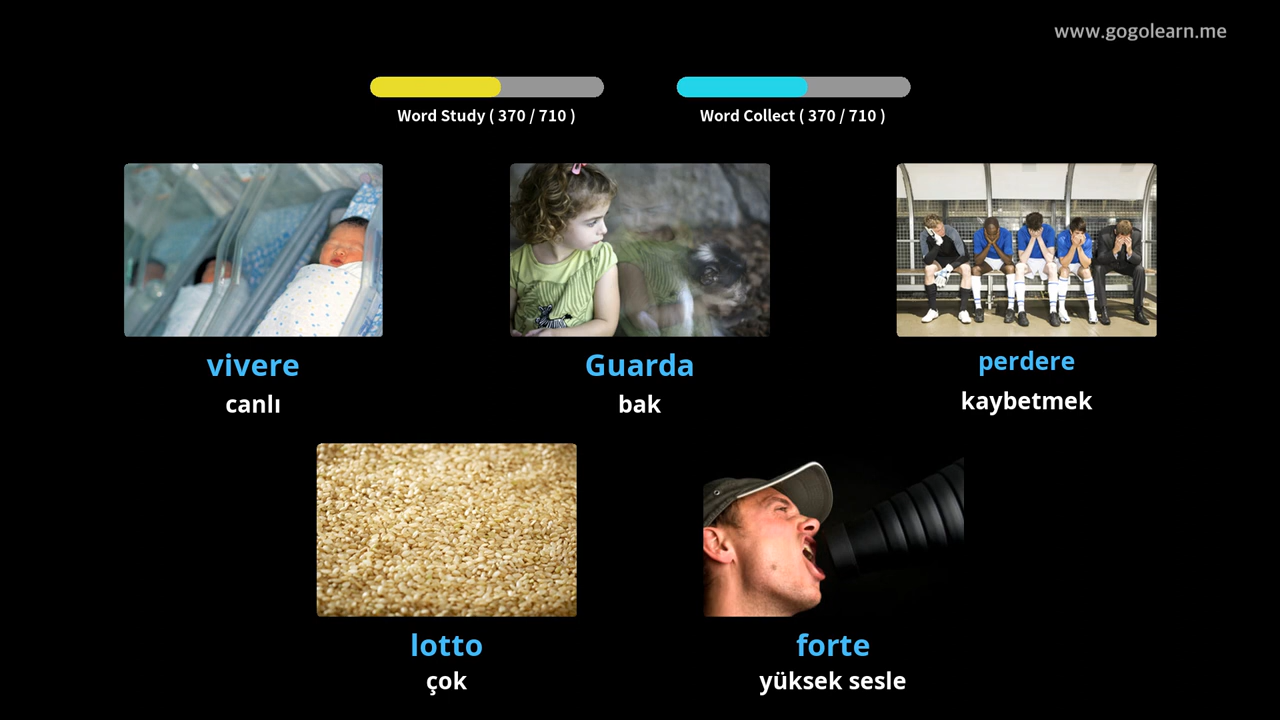 www.gogolearn.me
Word Study ( 370 / 710 )
Word Collect ( 370 / 710 )
vivere
canlı
Guarda
bak
perdere
kaybetmek
lotto
çok
forte
yüksek sesle